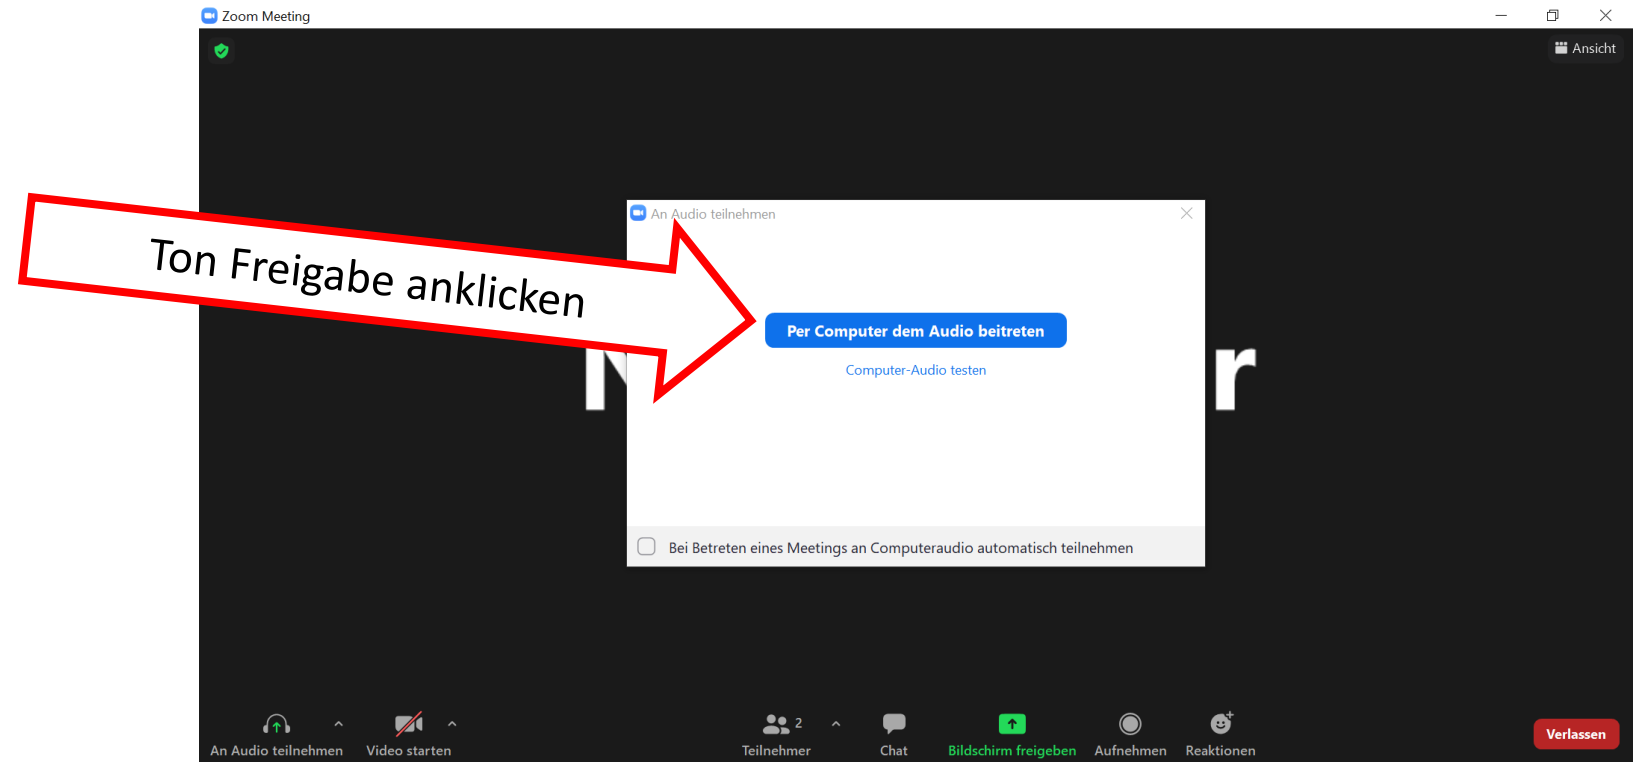 Zoom Meeting
Ansicht
An Audio teilnehmen
Ton Freigabe anklicken
Per Computer dem Audio beitreten
Computer-Audio testen
Bei Betreten eines Meetings an Computeraudio automatisch teilnehmen
2
An Audio teilnehmen Video starten Teilnehmer Chat Bildschirm freigeben Aufnehmen Reaktionen Verlassen